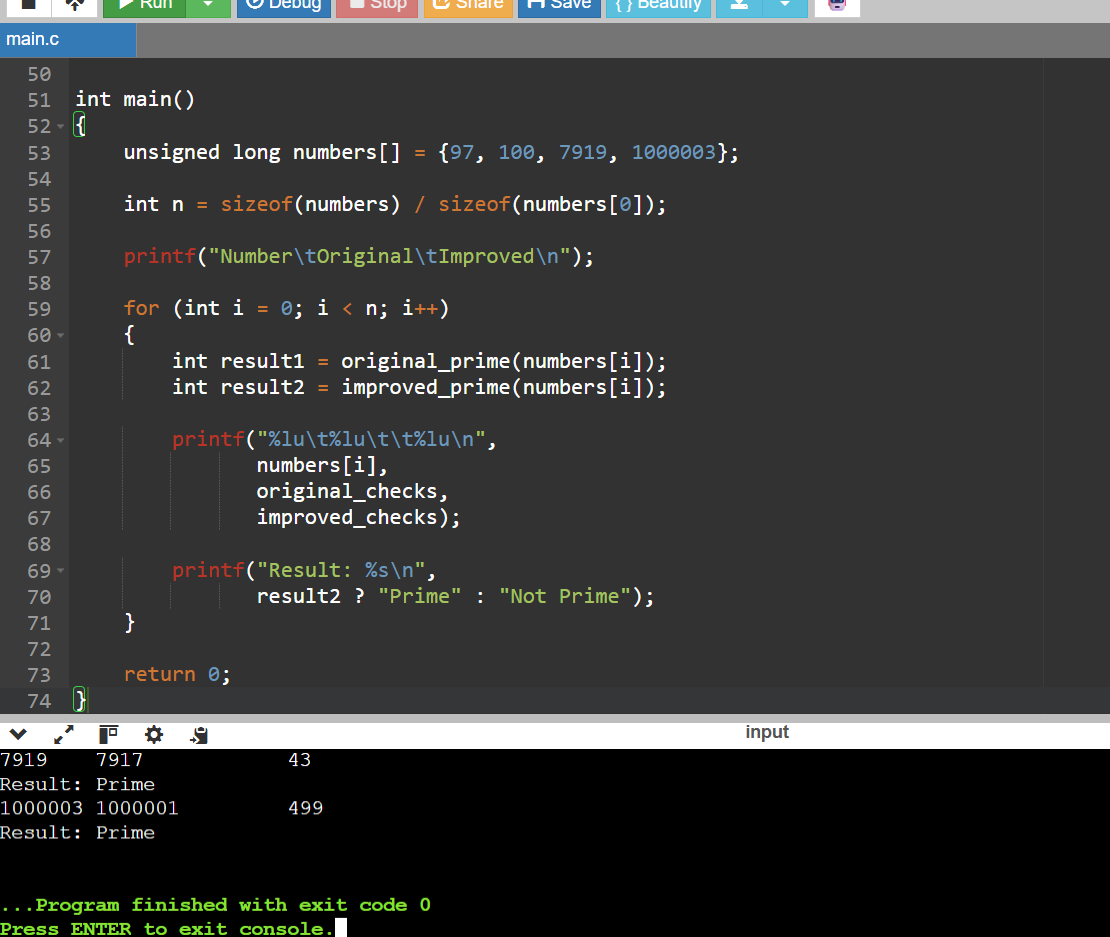 Run Debug Stop Share Save {} Beautify
main.c
50
51 int main()
52 {
53     unsigned long numbers[] = {97, 100, 7919, 1000003};
54
55     int n = sizeof(numbers) / sizeof(numbers[0]);
56
57     printf("Number\tOriginal\tImproved\n");
58
59     for (int i = 0; i < n; i++)
60     {
61         int result1 = original_prime(numbers[i]);
62         int result2 = improved_prime(numbers[i]);
63
64         printf("%lu\t%lu\t\t%lu\n",
65                numbers[i],
66                original_checks,
67                improved_checks);
68
69         printf("Result: %s\n",
70                result2 ? "Prime" : "Not Prime");
71     }
72
73     return 0;
74 }
input
7919    7917            43
Result: Prime
1000003 1000001         499
Result: Prime
...Program finished with exit code 0
Press ENTER to exit console.